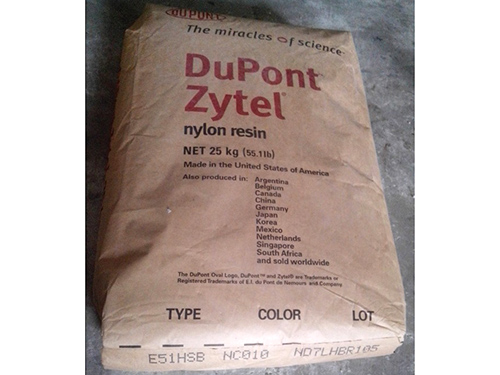 DUPONT
The miracles of science
DuPont
Zytel®
nylon resin
NET 25 kg (55.1lb)
Made in the United States of America
Also produced in: Argentina
Belgium
Canada
China
Germany
Japan
Korea
Mexico
Netherlands
Singapore
South Africa
and sold worldwide
The DuPont Oval Logo, DuPont™ and Zytel® are Trademarks or
Registered Trademarks of E.I. du Pont de Nemours and Company
TYPE COLOR LOT
E51HSB NC010 ND7LHBR105